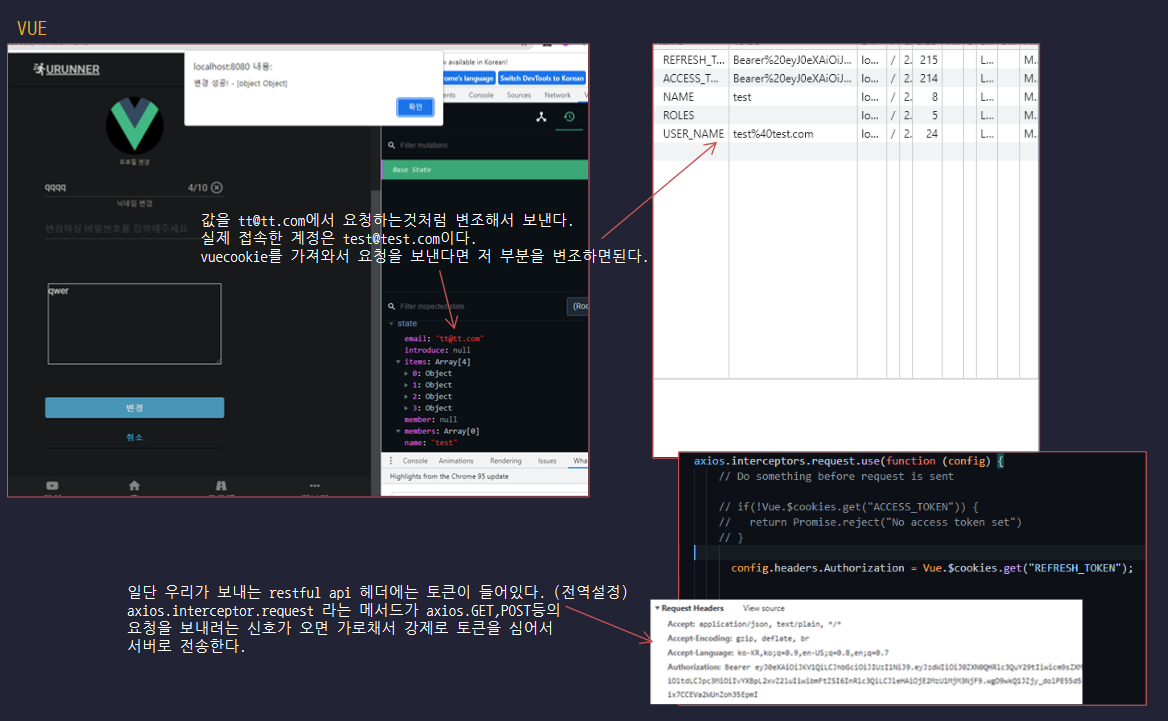 VUE
URUNNER
localhost:8080 내용:
변경 성공! - [object Object]
확인
프로필 변경
qqqq
4/10
닉네임 변경
변경하실 비밀번호를 입력해주세요
qwer
변경
취소
available in Korean!
ome's language
Switch DevTools to Korean
ents Console Sources Network
Filter mutations
Base State
값을 tt@tt.com에서 요청하는것처럼 변조해서 보낸다.
실제 접속한 계정은 test@test.com이다.
vuecookie를 가져와서 요청을 보낸다면 저 부분을 변조하면된다.
Filter inspected state
(Roo
state
email: "tt@tt.com"
introduce: null
items: Array[4]
0: Object
1: Object
2: Object
3: Object
member: null
members: Array[0]
name: "test"
Console Animations Rendering Issues Wha
Highlights from the Chrome 95 update
REFRESH_T... Bearer%20eyJ0eXAiOiJ... lo... / 2. 215 L... M..
ACCESS_T... Bearer%20eyJ0eXAiOiJ... lo... / 2. 214 L... M..
NAME test lo... / 2. 8 L... M..
ROLES lo... / 2. 5 L... M..
USER_NAME test%40test.com lo... / 2. 24 L... M..
axios.interceptors.request.use(function (config) {
// Do something before request is sent
// if(!Vue.$cookies.get("ACCESS_TOKEN")) {
//   return Promise.reject("No access token set")
// }
config.headers.Authorization = Vue.$cookies.get("REFRESH_TOKEN");
일단 우리가 보내는 restful api 헤더에는 토큰이 들어있다. (전역설정)
axios.interceptor.request 라는 메서드가 axios.GET,POST등의
요청을 보내려는 신호가 오면 가로채서 강제로 토큰을 심어서
서버로 전송한다.
Request Headers View source
Accept: application/json, text/plain, */*
Accept-Encoding: gzip, deflate, br
Accept-Language: ko-KR,ko;q=0.9,en-US;q=0.8,en;q=0.7
Authorization: Bearer